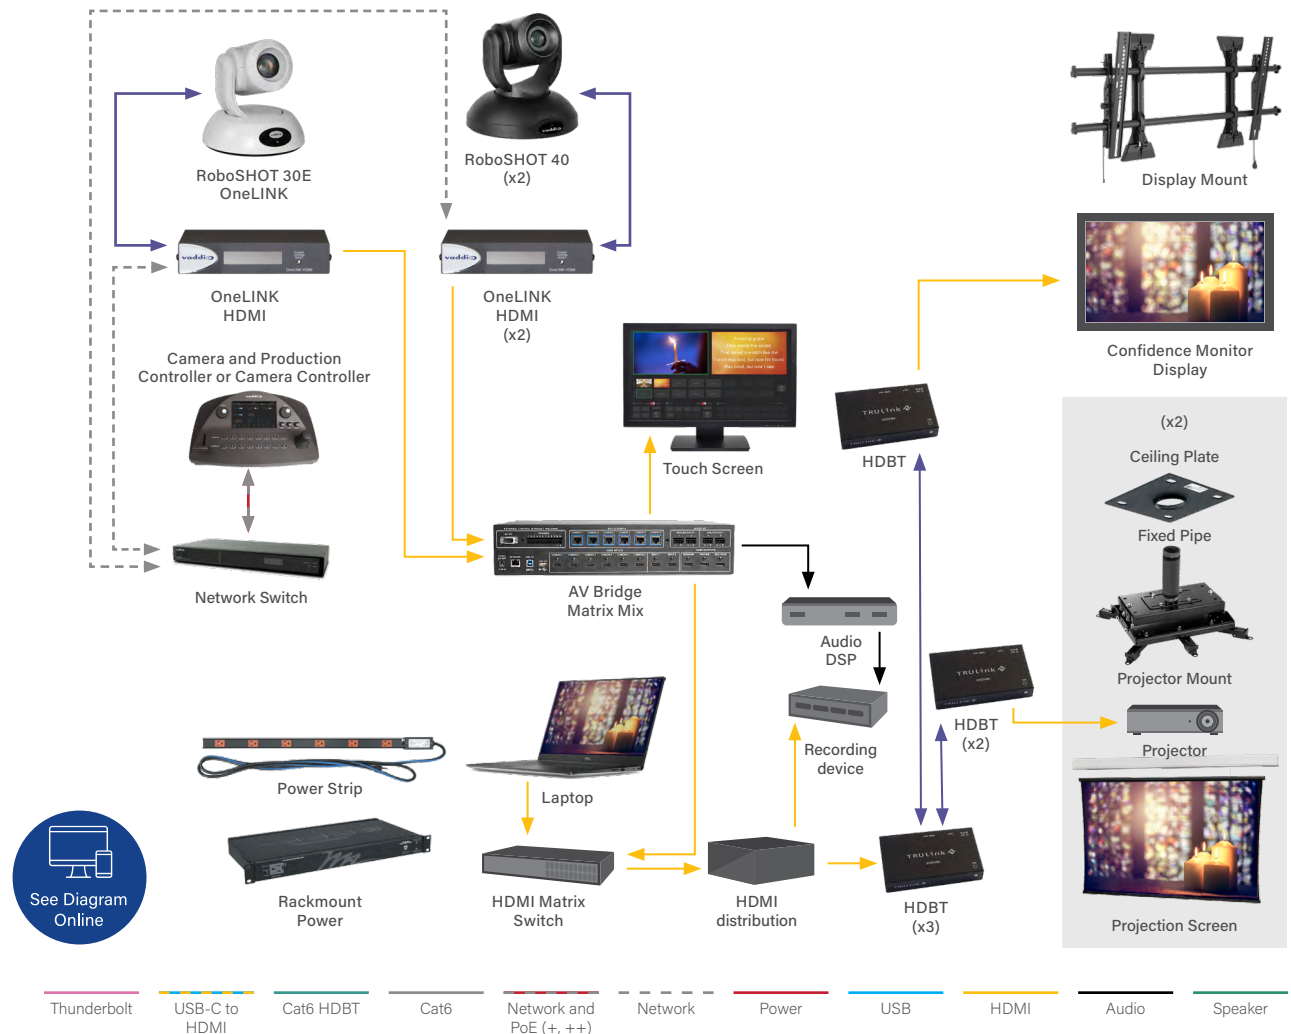 RoboSHOT 30E
OneLINK
RoboSHOT 40
(x2)
Display Mount
OneLINK
HDMI
OneLINK
HDMI
(x2)
Confidence Monitor
Display
Camera and Production
Controller or Camera Controller
Touch Screen
TRULink
HDBT
(x2)
Ceiling Plate
Fixed Pipe
Network Switch
AV Bridge
Matrix Mix
Audio
DSP
TRULink
HDBT
(x2)
Projector Mount
Projector
Recording
device
Power Strip
Laptop
See Diagram
Online
Rackmount
Power
HDMI Matrix
Switch
HDMI
distribution
TRULink
HDBT
(x3)
Projection Screen
Thunderbolt
USB-C to
HDMI
Cat6 HDBT
Cat6
Network and
PoE (+, ++)
Network
Power
USB
HDMI
Audio
Speaker